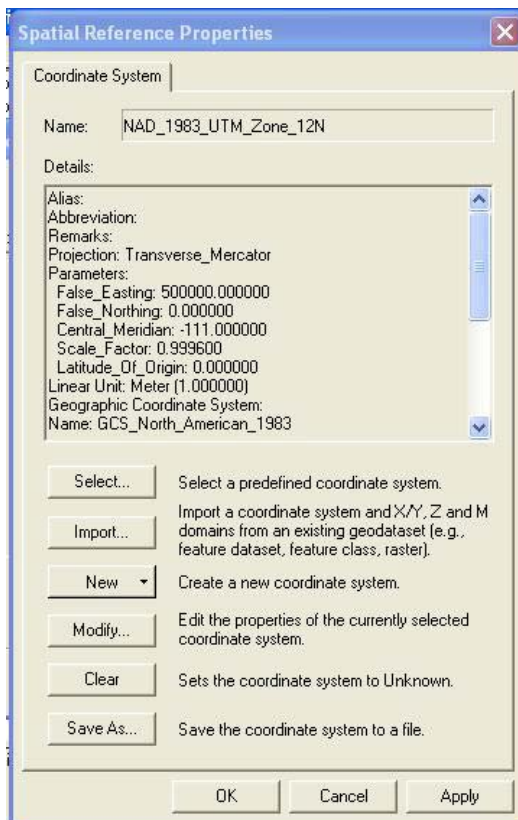 Spatial Reference Properties
Coordinate System
Name: NAD_1983_UTM_Zone_12N
Details:
Alias:
Abbreviation:
Remarks:
Projection: Transverse_Mercator
Parameters:
False_Easting: 500000.000000
False_Northing: 0.000000
Central_Meridian: -111.000000
Scale_Factor: 0.999600
Latitude_Of_Origin: 0.000000
Linear Unit: Meter (1.000000)
Geographic Coordinate System:
Name: GCS_North_American_1983
Select... Select a predefined coordinate system.
Import... Import a coordinate system and X/Y, Z and M
domains from an existing geodataset (e.g.,
feature dataset, feature class, raster).
New Create a new coordinate system.
Modify... Edit the properties of the currently selected
coordinate system.
Clear Sets the coordinate system to Unknown.
Save As... Save the coordinate system to a file.
OK Cancel Apply